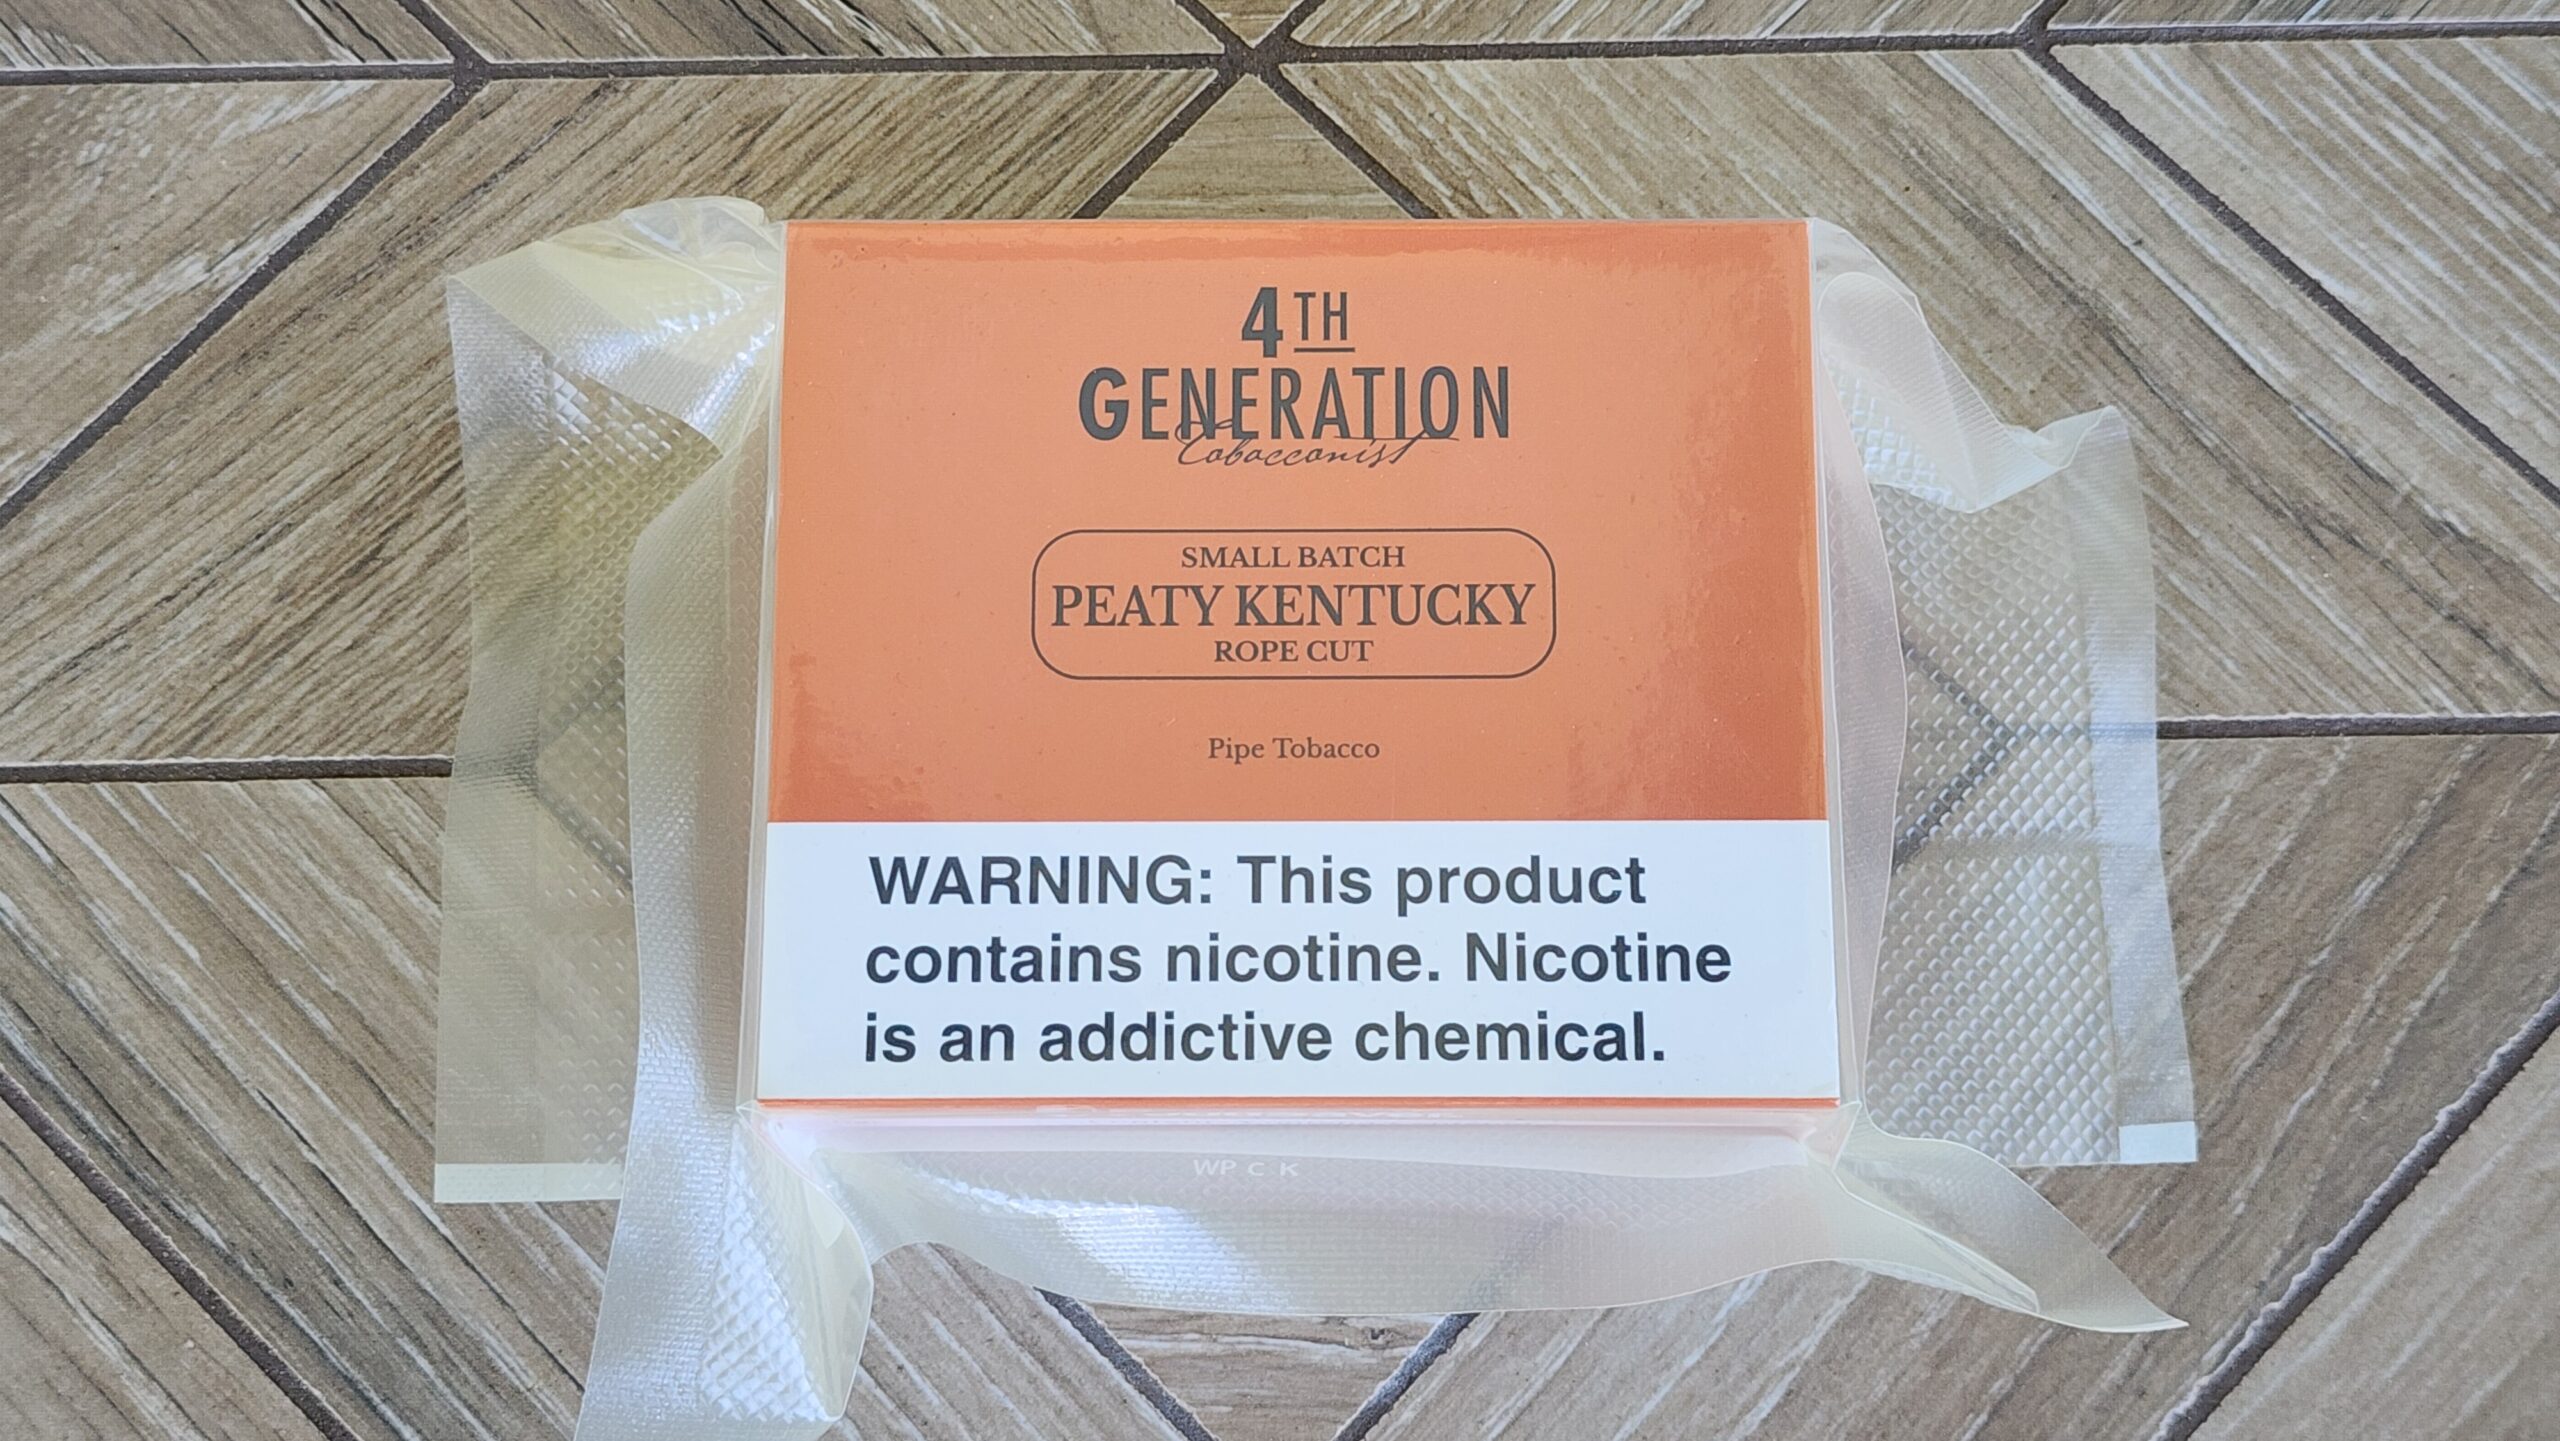 4TH
GENERATION
Tobacconist
SMALL BATCH
PEATY KENTUCKY
ROPE CUT
Pipe Tobacco
WARNING: This product
contains nicotine. Nicotine
is an addictive chemical.